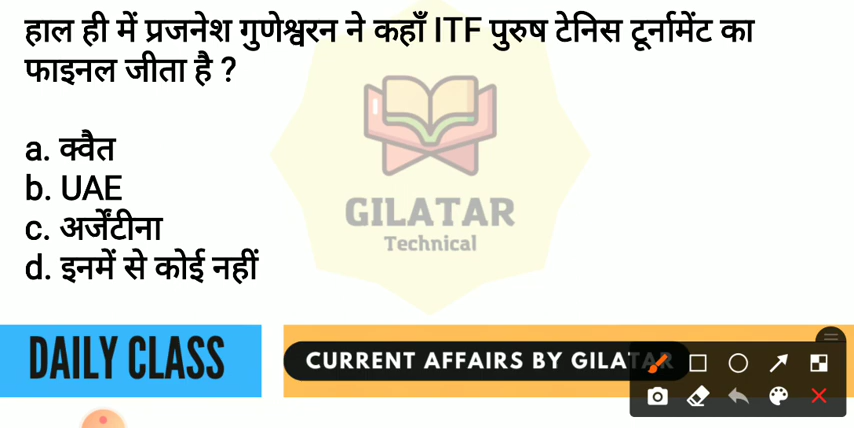 हाल ही में प्रजनेश गुणेश्वरन ने कहाँ ITF पुरुष टेनिस टूर्नामेंट का
फाइनल जीता है ?
a. क्वैत
b. UAE
c. अर्जेंटीना
d. इनमें से कोई नहीं
GILATAR
Technical
DAILY CLASS
CURRENT AFFAIRS BY GILATAR